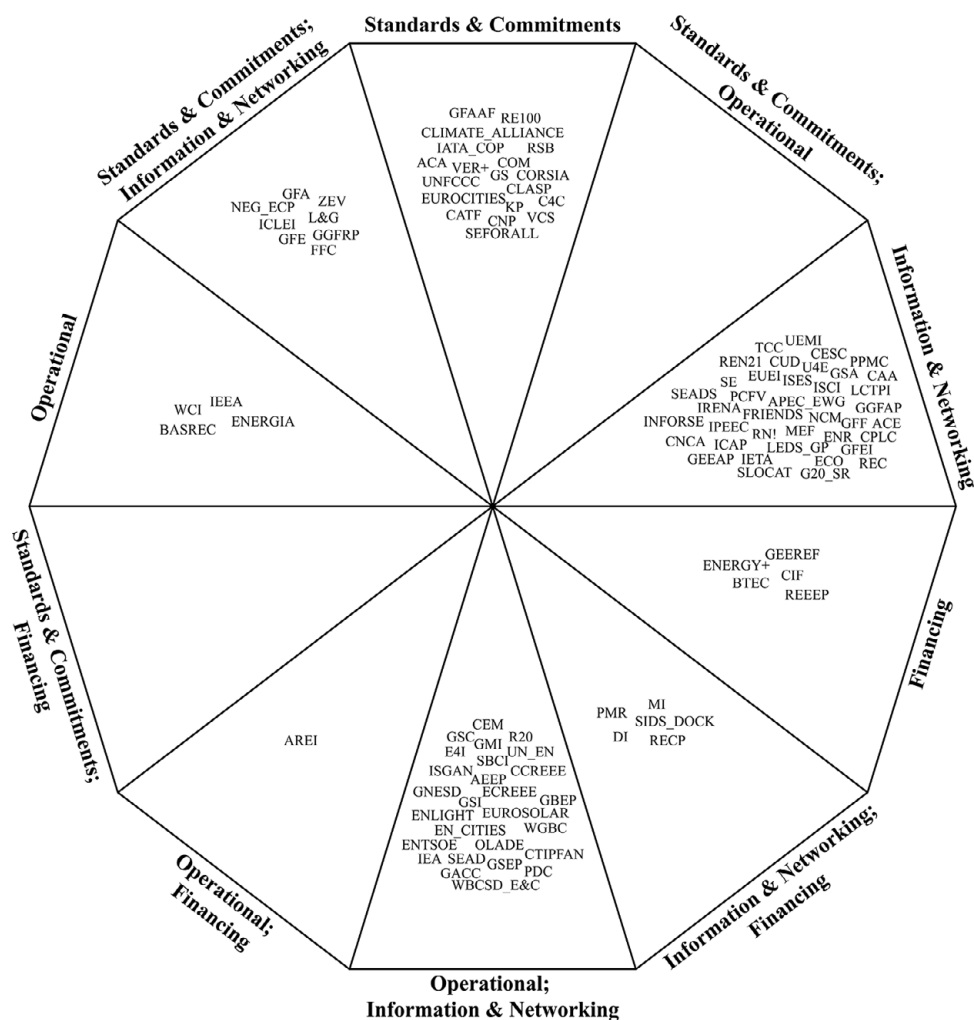 Standards & Commitments
Standards & Commitments;
Operational
Information & Networking
Financing
Information & Networking;
Financing
Operational;
Information & Networking
Operational;
Financing
Standards & Commitments;
Financing
Operational
Standards & Commitments;
Information & Networking
GFAAF RE100
CLIMATE_ALLIANCE
IATA_COP RSB
ACA VER+ COM
UNFCCC GS CORSIA
CLASP
EUROCITIES KP C4C
CATF CNP VCS
SEFORALL
GFA ZEV
NEG_ECP L&G
ICLEI GGFRP
GFE
FFC
IEEA
WCI ENERGIA
BASREC
UEMI
TCC CESC
REN21 CUD U4E PPMC
EUEI GSA CAA
SE ISES ISCI LCTPI
SEADS PCFV APEC_EWG
IRENA FRIENDS NCM GGFAP
INFORSE IPEEC RN! MEF GFF ACE
CNCA ICAP LEDS_GP ENR CPLC
GEEAP IETA ECO GFEI
SLOCAT G20_SR REC
GEEREF
ENERGY+ CIF
BTEC
REEEP
MI
PMR SIDS_DOCK
DI RECP
CEM
GSC R20
E4I GMI UN_EN
SBCI
ISGAN CCREEE
AEEP
GNESD ECREEE
GSI GBEP
ENLIGHT EUROSOLAR
EN_CITIES WGBC
ENTSOE OLADE
IEA SEAD CTIPFAN
GACC GSEP PDC
WBCSD_E&C
AREI